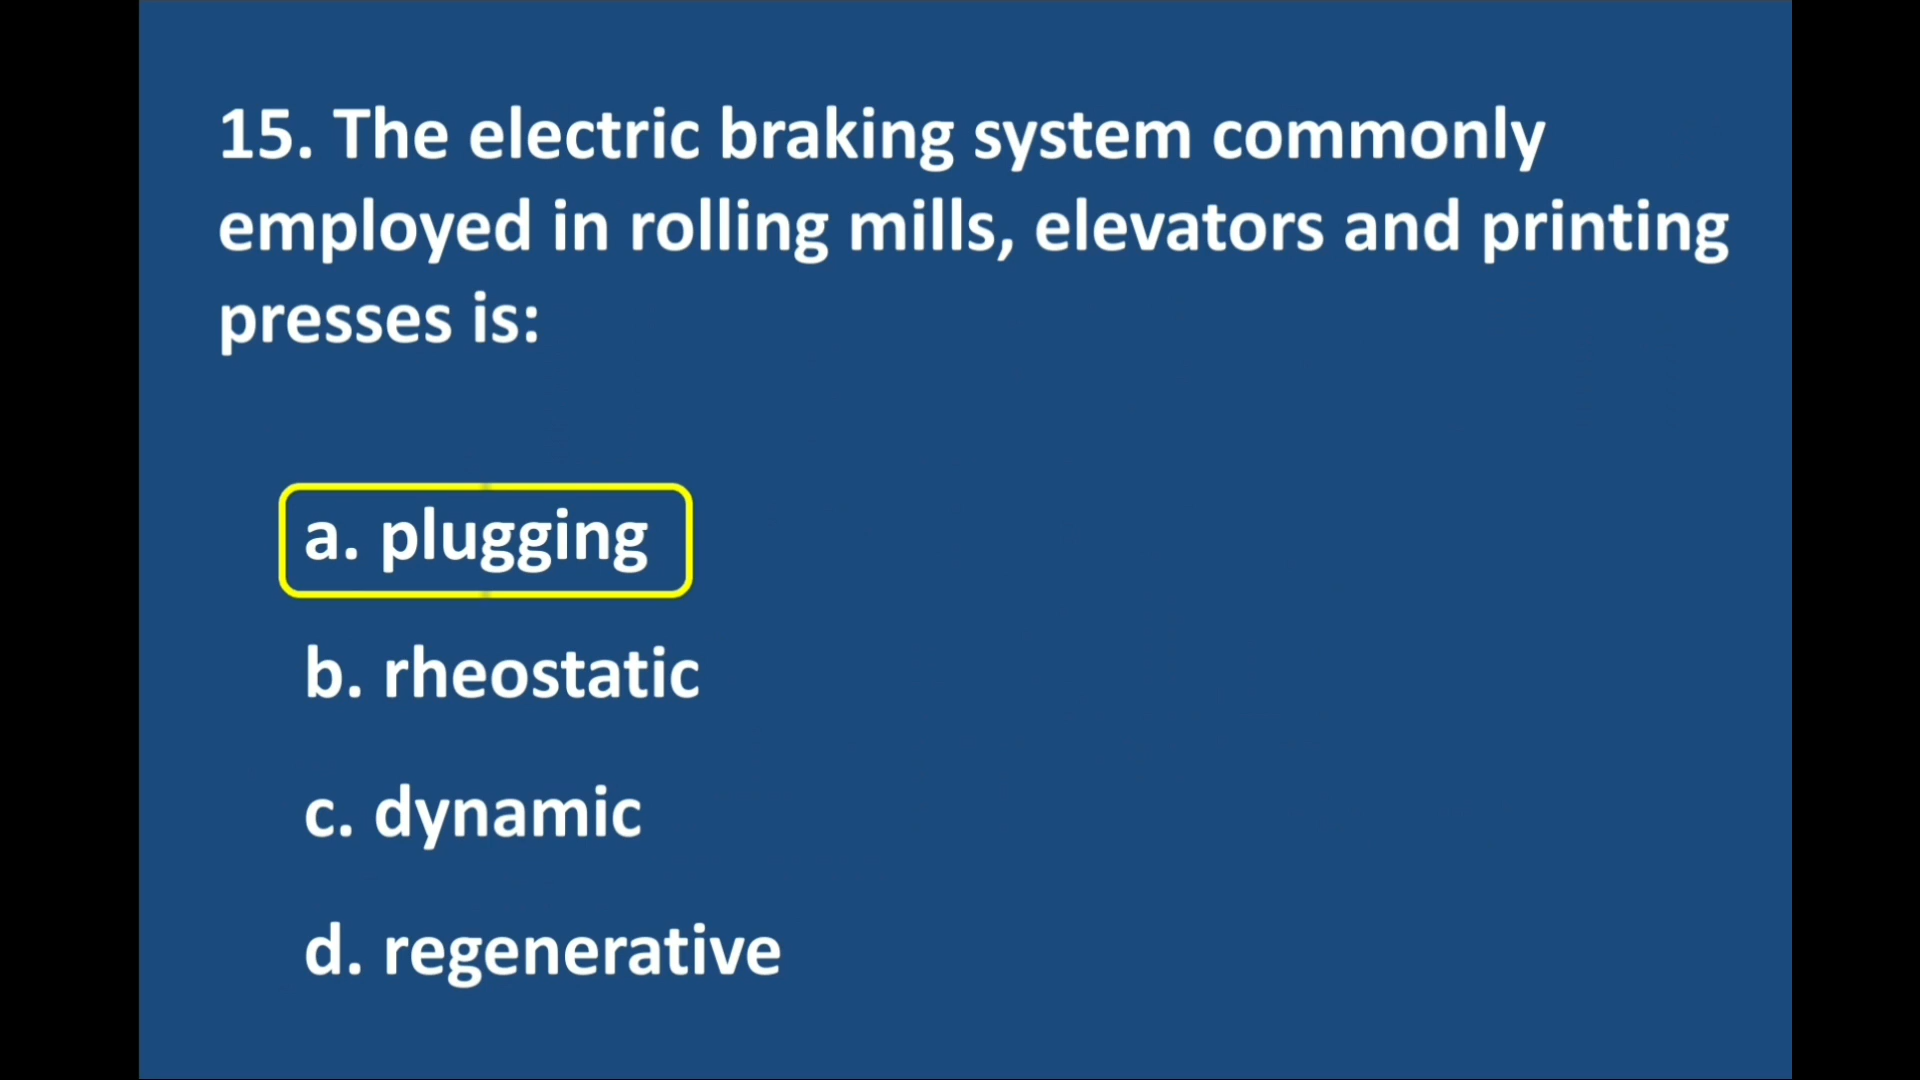 15. The electric braking system commonly
employed in rolling mills, elevators and printing
presses is:
a. plugging
b. rheostatic
c. dynamic
d. regenerative